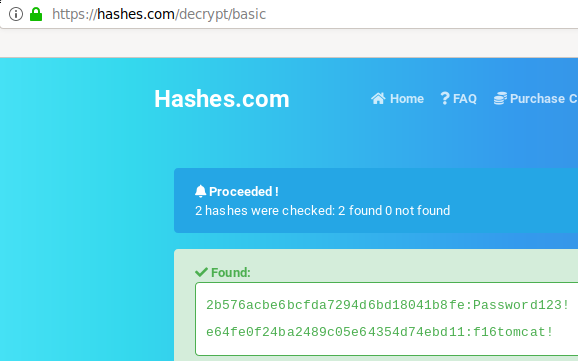 https://hashes.com/decrypt/basic
Hashes.com
Home
FAQ
Purchase C
Proceeded !
2 hashes were checked: 2 found 0 not found
Found:
2b576acbe6bcfda7294d6bd18041b8fe:Password123!
e64fe0f24ba2489c05e64354d74ebd11:f16tomcat!